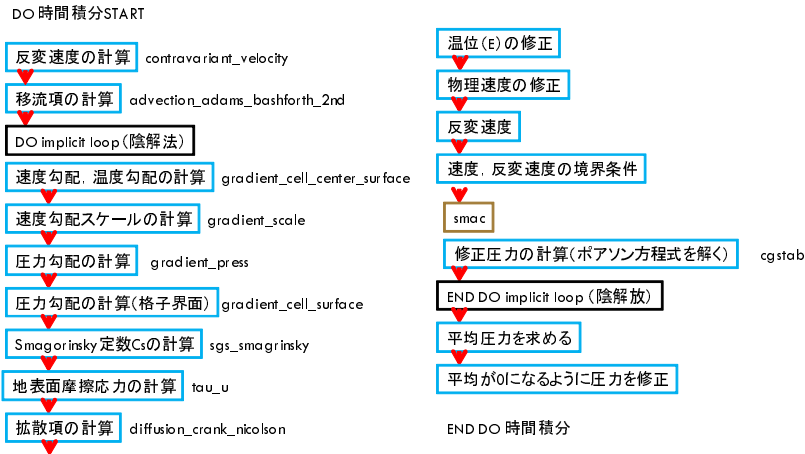 DO 時間積分START
反変速度の計算 contravariant_velocity
移流項の計算 advection_adams_bashforth_2nd
DO implicit loop（陰解法）
速度勾配，温度勾配の計算 gradient_cell_center_surface
速度勾配スケールの計算 gradient_scale
圧力勾配の計算 gradient_press
圧力勾配の計算（格子界面） gradient_cell_surface
Smagorinsky定数Csの計算 sgs_smagrinsky
地表面摩擦応力の計算 tau_u
拡散項の計算 diffusion_crank_nicolson
温位（E）の修正
物理速度の修正
反変速度
速度，反変速度の境界条件
smac
修正圧力の計算（ポアソン方程式を解く） cgstab
END DO implicit loop （陰解放）
平均圧力を求める
平均が0になるように圧力を修正
END DO 時間積分